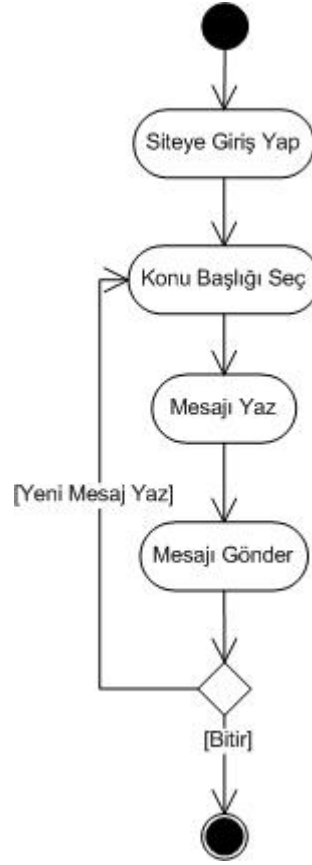 Siteye Giriş Yap
Konu Başlığı Seç
Mesajı Yaz
[Yeni Mesaj Yaz]
Mesajı Gönder
[Bitir]